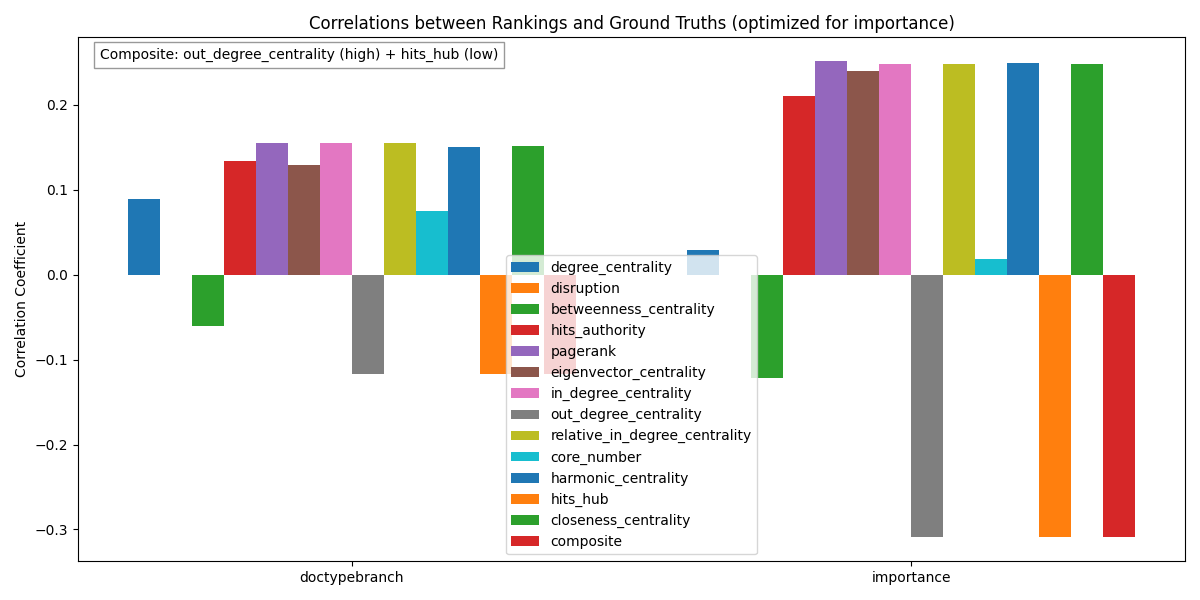 Correlations between Rankings and Ground Truths (optimized for importance)
Composite: out_degree_centrality (high) + hits_hub (low)
Correlation Coefficient
0.2
0.1
0.0
−0.1
−0.2
−0.3
degree_centrality
disruption
betweenness_centrality
hits_authority
pagerank
eigenvector_centrality
in_degree_centrality
out_degree_centrality
relative_in_degree_centrality
core_number
harmonic_centrality
hits_hub
closeness_centrality
composite
doctypebranch
importance